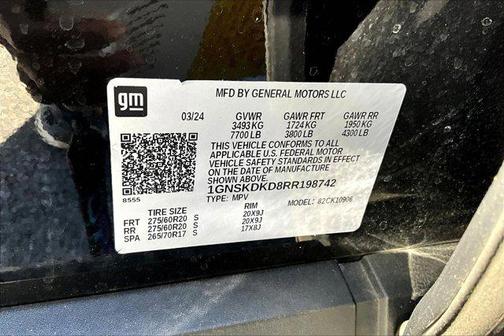 gm
MFD BY GENERAL MOTORS LLC
03/24 GVWR GAWR FRT GAWR RR
3493 KG 1724 KG 1950 KG
7700 LB 3800 LB 4300 LB
THIS VEHICLE CONFORMS TO ALL
APPLICABLE U.S. FEDERAL MOTOR
VEHICLE SAFETY STANDARDS IN EFFECT
ON THE DATE OF MANUFACTURE
SHOWN ABOVE.
1GNSKDKD8RR198742
8555 TYPE: MPV MODEL: 82CK10906
TIRE SIZE RIM
FRT 275/60R20 S 20X9J
RR 275/60R20 S 20X9J
SPA 265/70R17 S 17X8J